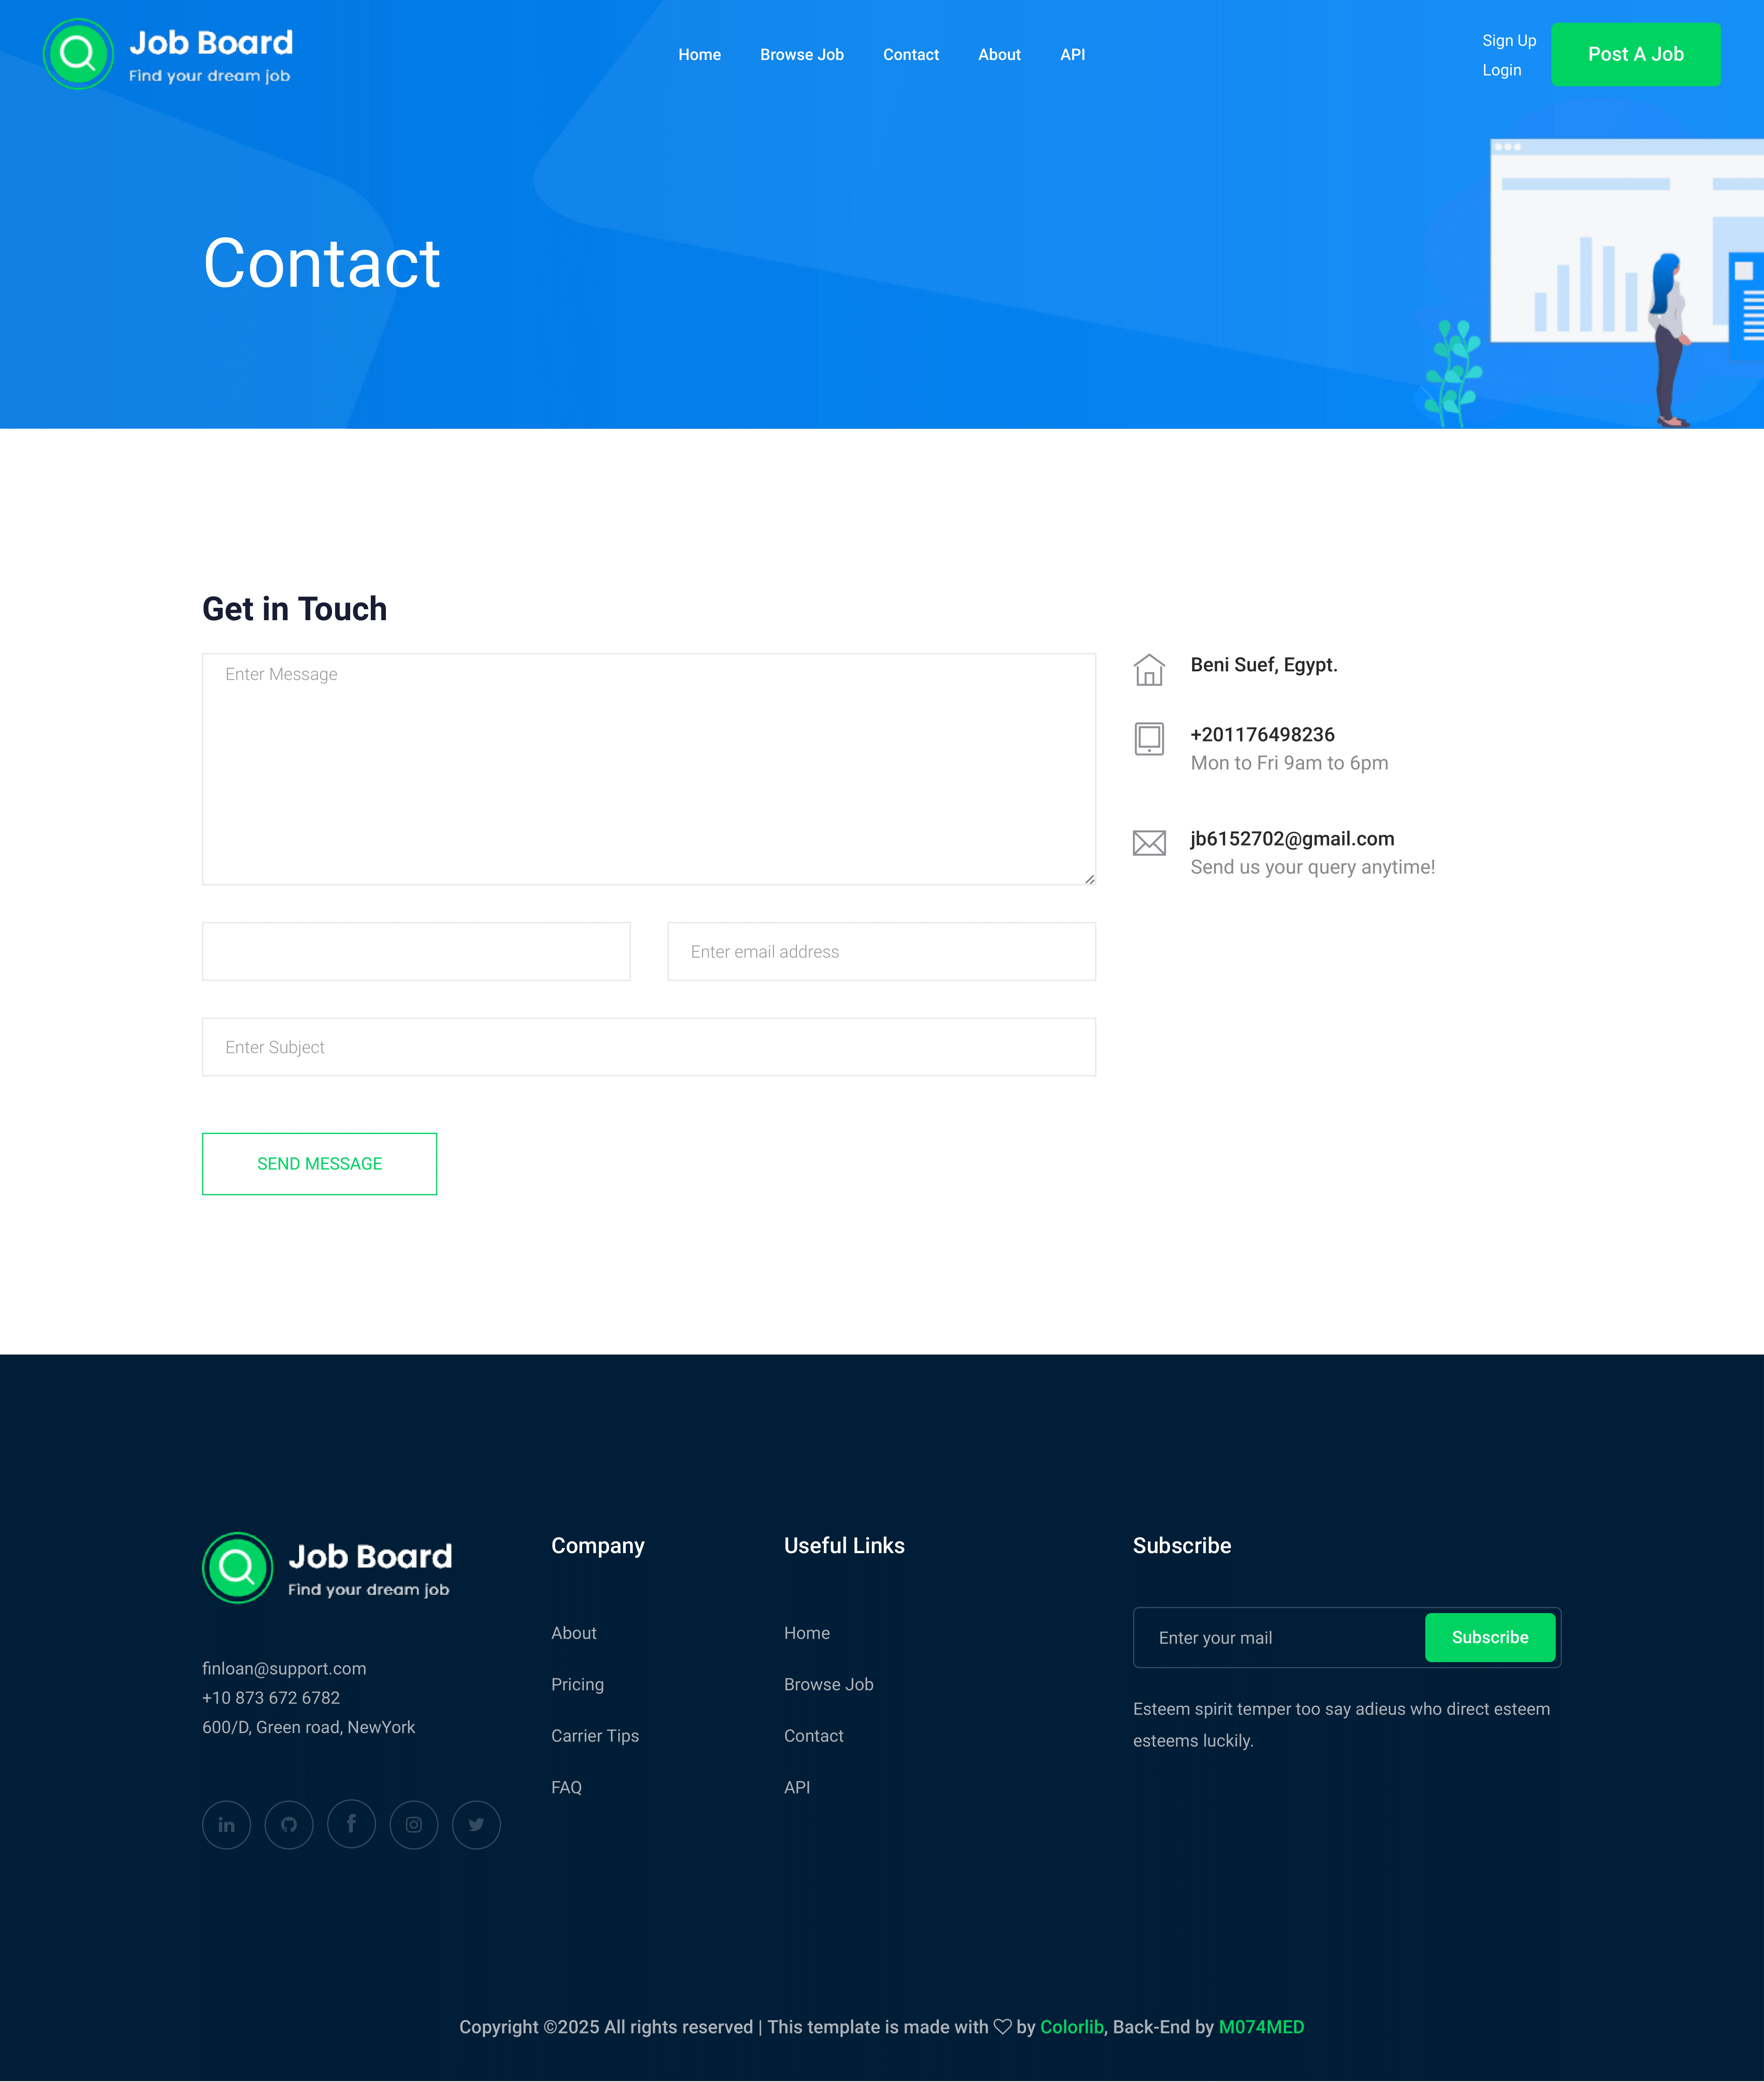 Job Board
Find your dream job
Home
Browse Job
Contact
About
API
Sign Up
Login
Post A Job
Contact
Get in Touch
Enter Message
Enter email address
Enter Subject
SEND MESSAGE
Beni Suef, Egypt.
+201176498236
Mon to Fri 9am to 6pm
jb6152702@gmail.com
Send us your query anytime!
Job Board
Find your dream job
finloan@support.com
+10 873 672 6782
600/D, Green road, NewYork
Company
About
Pricing
Carrier Tips
FAQ
Useful Links
Home
Browse Job
Contact
API
Subscribe
Enter your mail
Subscribe
Esteem spirit temper too say adieus who direct esteem
esteems luckily.
Copyright ©2025 All rights reserved | This template is made with ♡ by Colorlib, Back-End by M074MED